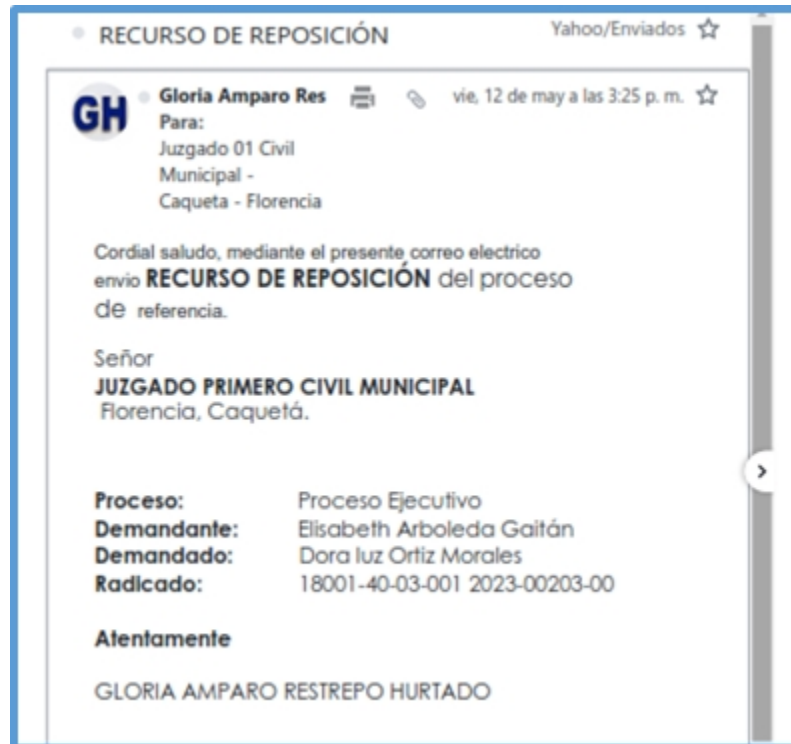 RECURSO DE REPOSICIÓN
Yahoo/Enviados
GH
Gloria Amparo Res
vie, 12 de may a las 3:25 p. m.
Para:
Juzgado 01 Civil
Municipal -
Caqueta - Florencia
Cordial saludo, mediante el presente correo electrico
envio RECURSO DE REPOSICIÓN del proceso
de referencia.
Señor
JUZGADO PRIMERO CIVIL MUNICIPAL
Florencia, Caquetá.
Proceso: Proceso Ejecutivo
Demandante: Elisabeth Arboleda Gaitán
Demandado: Dora luz Ortiz Morales
Radicado: 18001-40-03-001 2023-00203-00
Atentamente
GLORIA AMPARO RESTREPO HURTADO